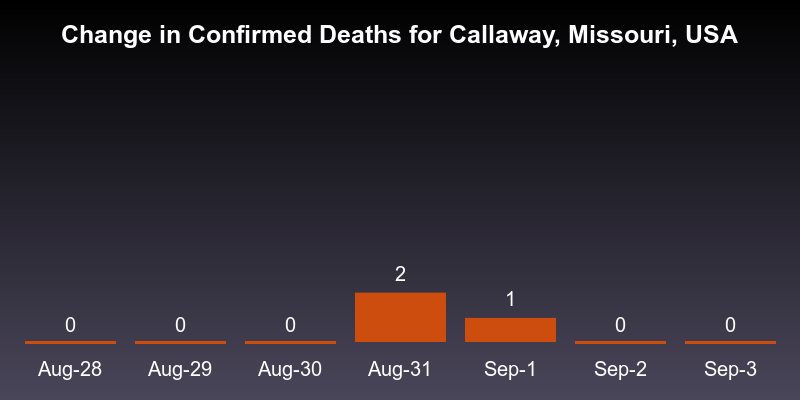 Change in Confirmed Deaths for Callaway, Missouri, USA
0 0 0 2 1 0 0
Aug-28 Aug-29 Aug-30 Aug-31 Sep-1 Sep-2 Sep-3